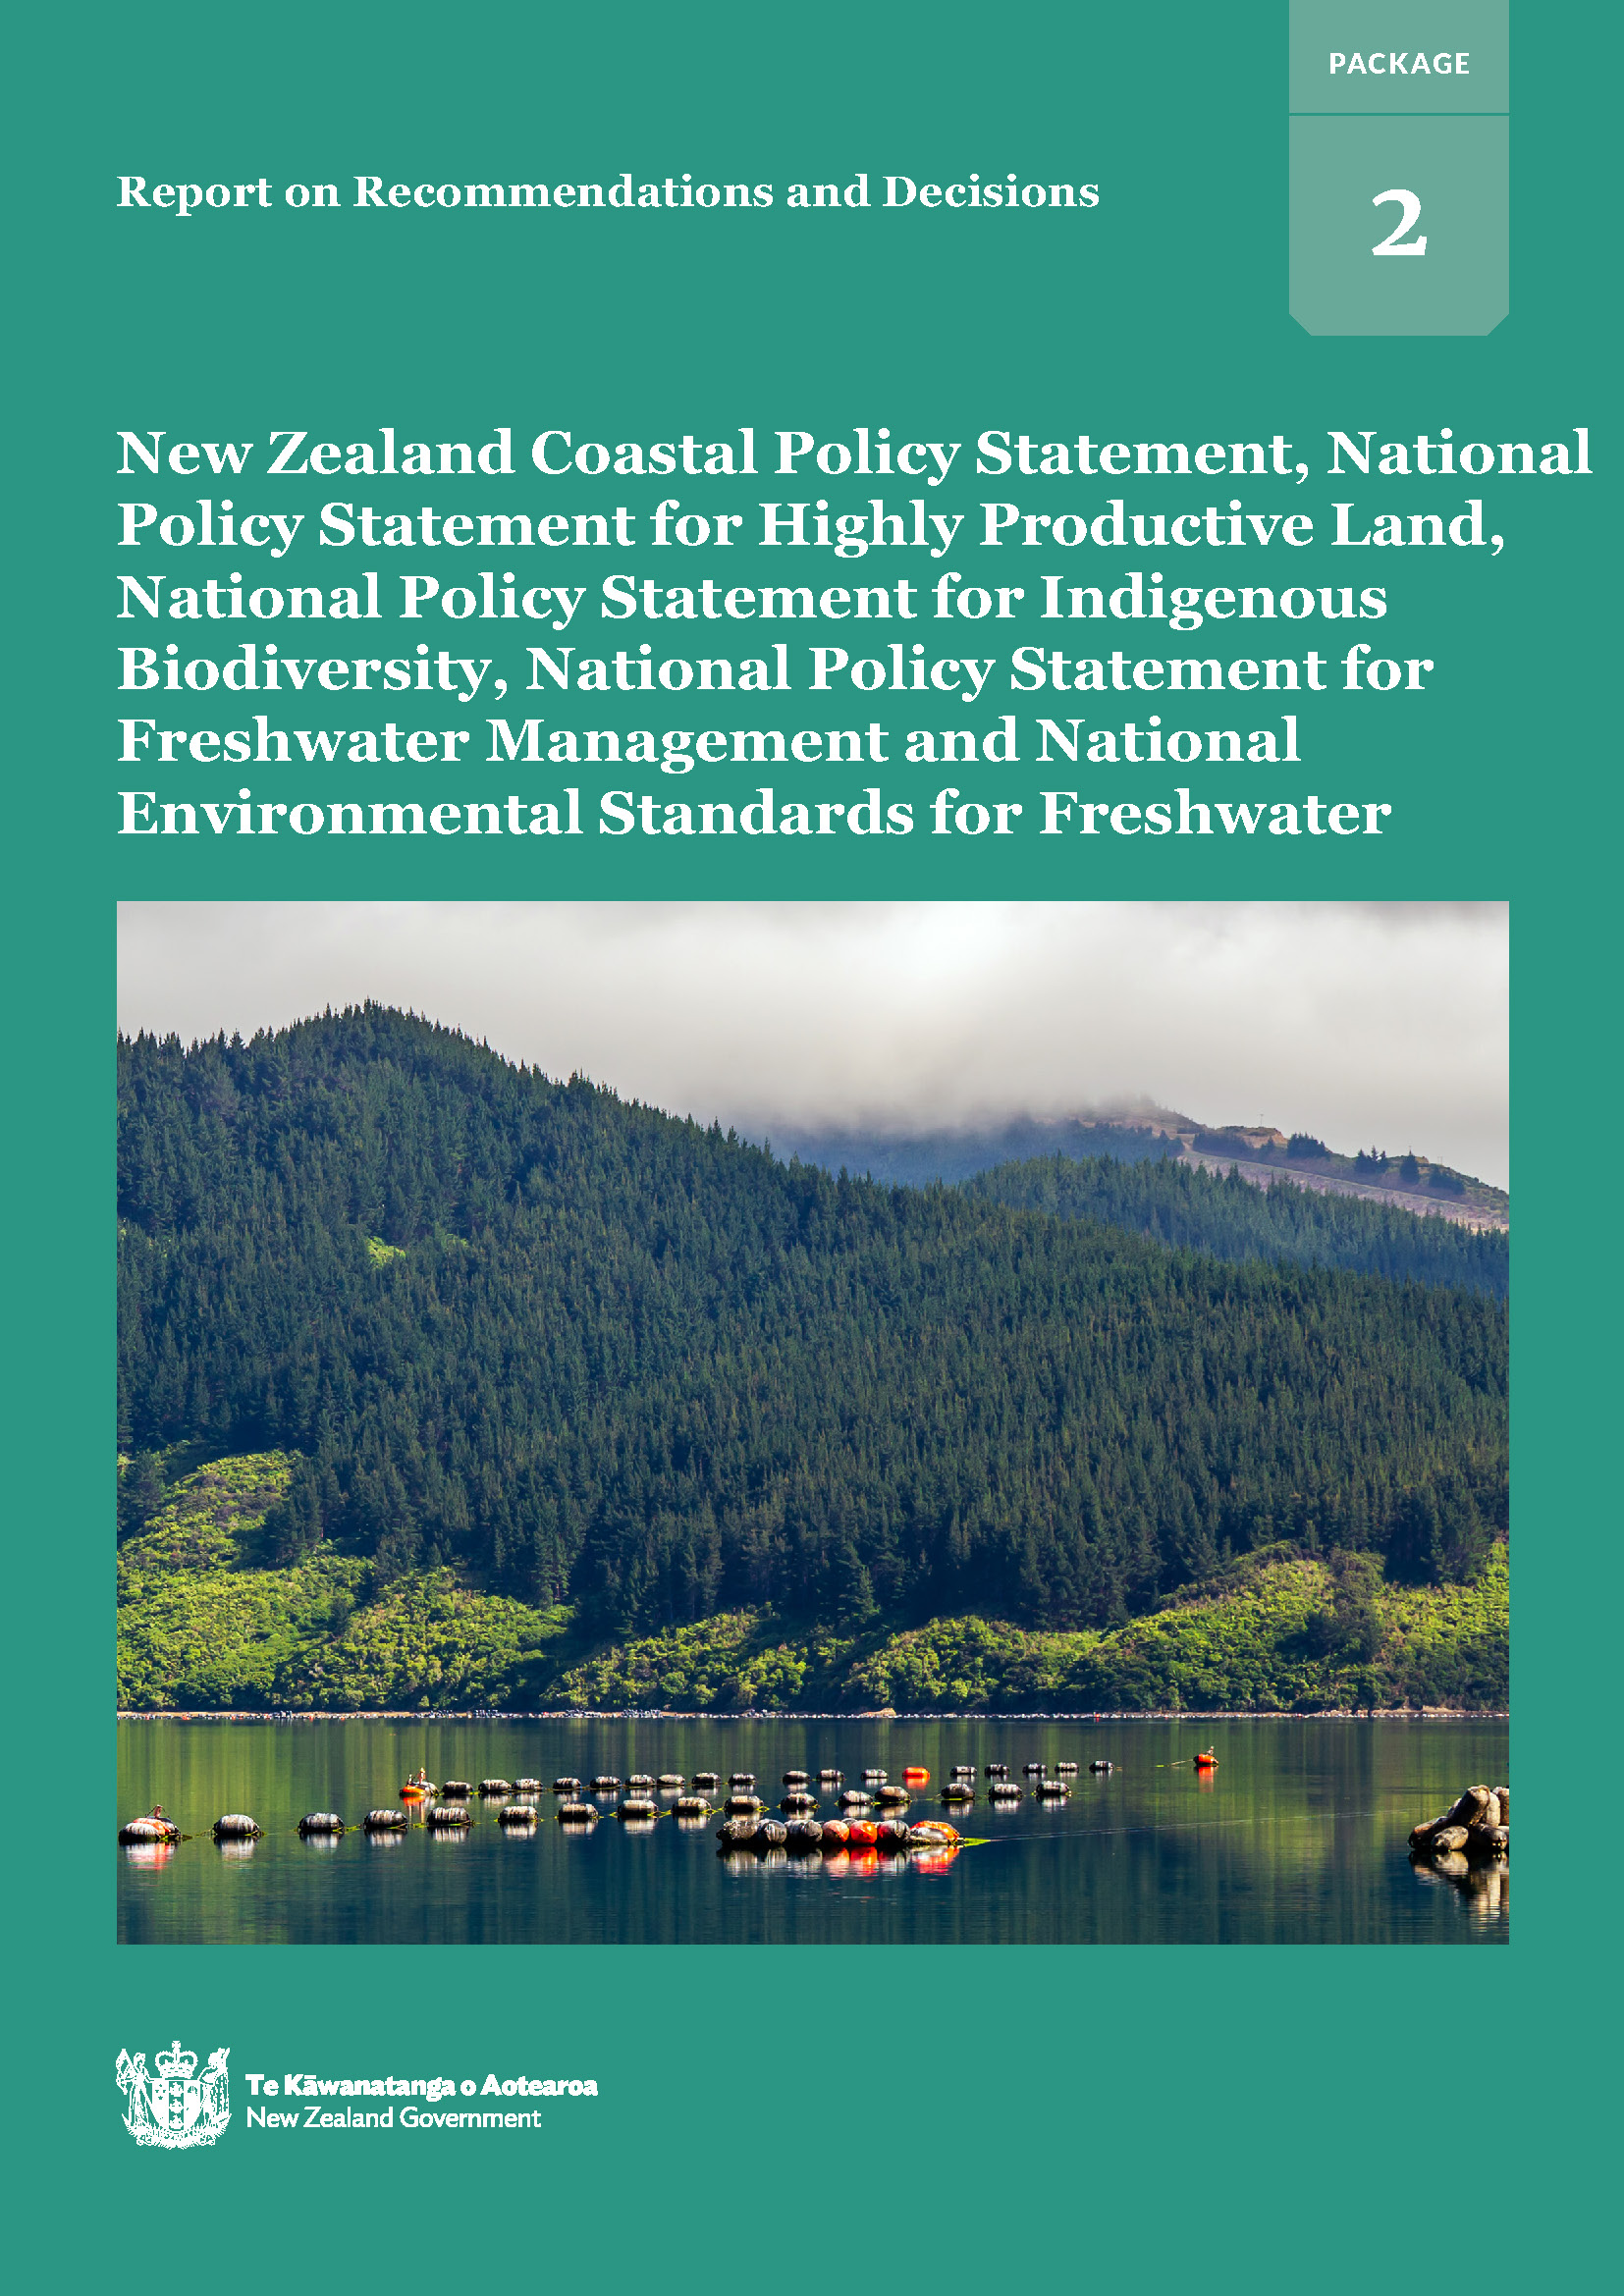 PACKAGE
2
Report on Recommendations and Decisions
New Zealand Coastal Policy Statement, National
Policy Statement for Highly Productive Land,
National Policy Statement for Indigenous
Biodiversity, National Policy Statement for
Freshwater Management and National
Environmental Standards for Freshwater
Te Kāwanatanga o Aotearoa
New Zealand Government